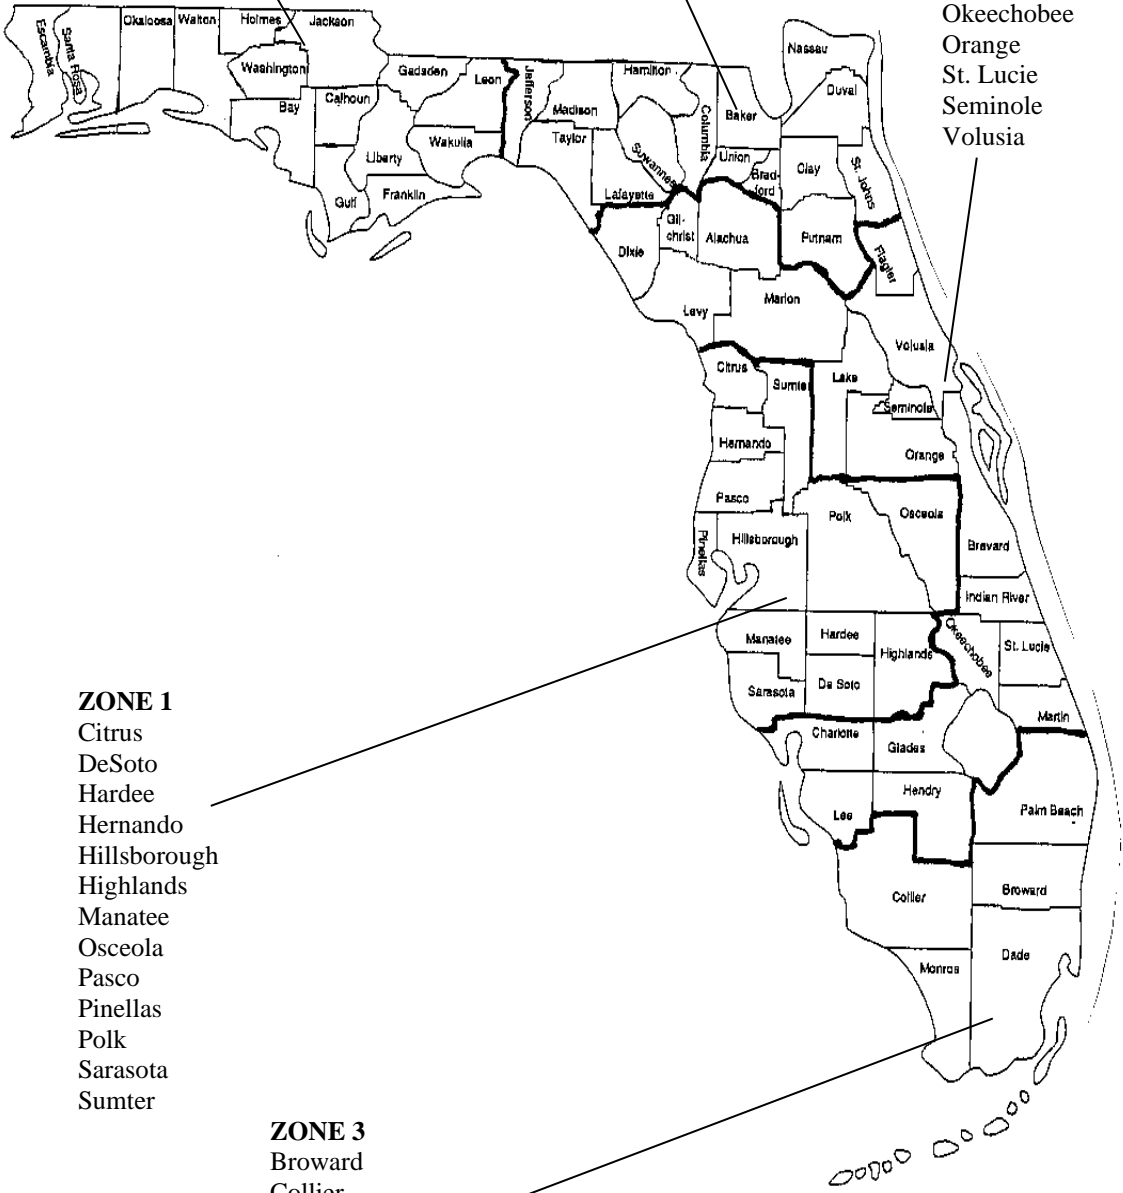 Okeechobee
Orange
St. Lucie
Seminole
Volusia
Escambia
Santa Rosa
Okaloosa
Walton
Holmes
Jackson
Washington
Bay
Calhoun
Gulf
Liberty
Franklin
Gadsden
Leon
Wakulla
Jefferson
Madison
Taylor
Hamilton
Suwannee
Lafayette
Columbia
Baker
Union
Brad-
ford
Nassau
Duval
Clay
St. Johns
Gil-
christ
Alachua
Putnam
Flagler
Dixie
Levy
Marion
Volusia
Citrus
Sumter
Lake
Seminole
Hernando
Orange
Pasco
Polk
Osceola
Pinellas
Hillsborough
Brevard
Indian River
Manatee
Hardee
Highlands
Okeechobee
St. Lucie
Sarasota
De Soto
Martin
Charlotte
Glades
Lee
Hendry
Palm Beach
Collier
Broward
Monroe
Dade
ZONE 1
Citrus
DeSoto
Hardee
Hernando
Hillsborough
Highlands
Manatee
Osceola
Pasco
Pinellas
Polk
Sarasota
Sumter
ZONE 3
Broward
Collier